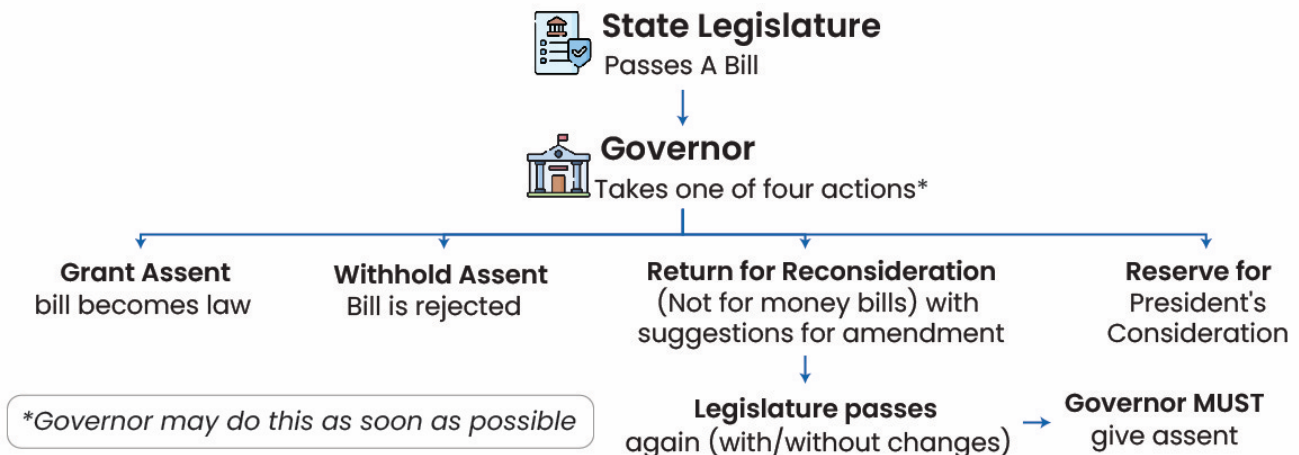 State Legislature
Passes A Bill
Governor
Takes one of four actions*
Grant Assent
bill becomes law
Withhold Assent
Bill is rejected
Return for Reconsideration
(Not for money bills) with
suggestions for amendment
Reserve for
President's
Consideration
*Governor may do this as soon as possible
Legislature passes
again (with/without changes)
Governor MUST
give assent